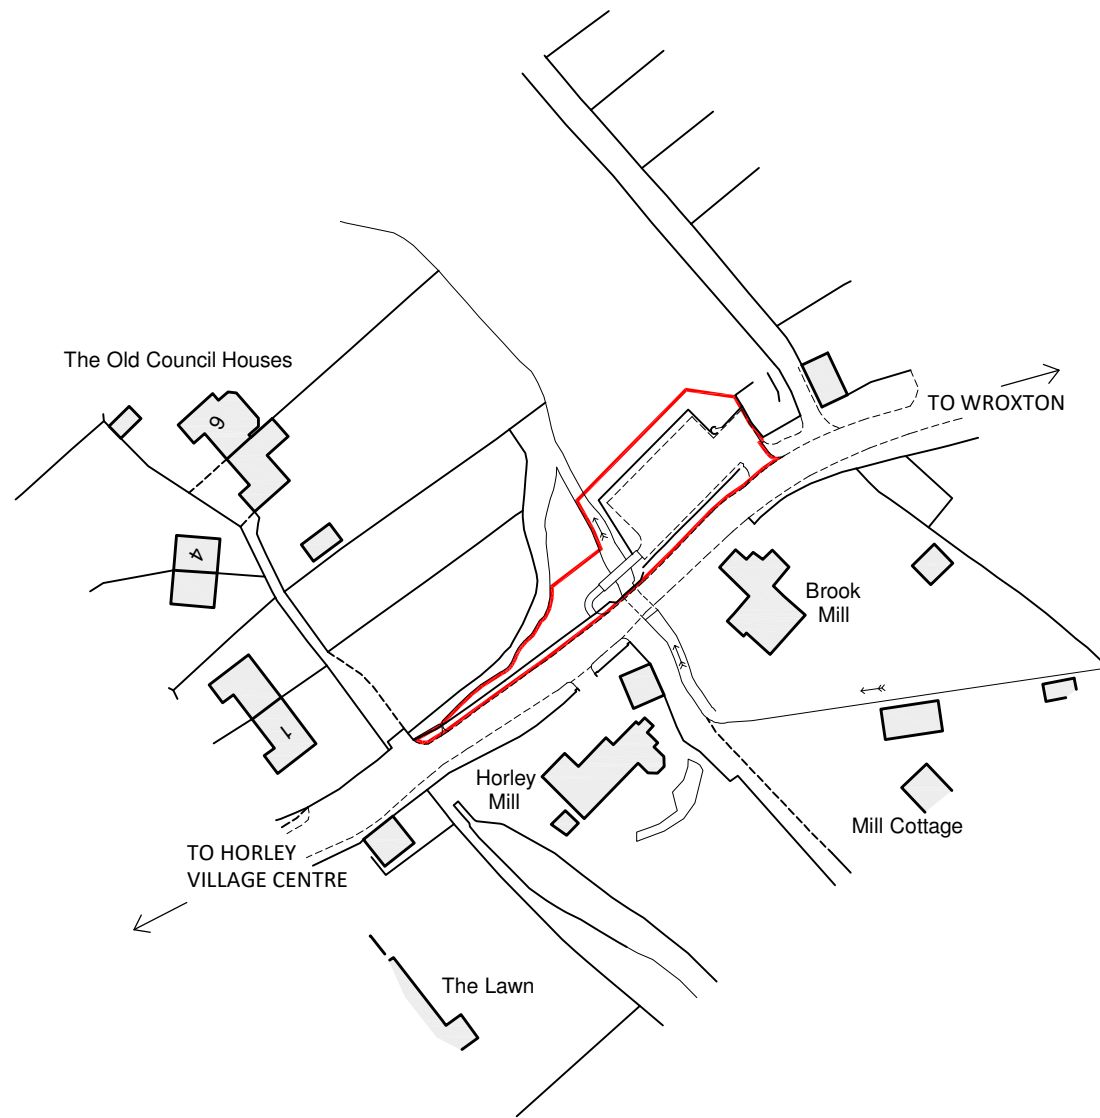 The Old Council Houses
TO WROXTON
6
4
1
Brook
Mill
Horley
Mill
Mill Cottage
TO HORLEY
VILLAGE CENTRE
The Lawn